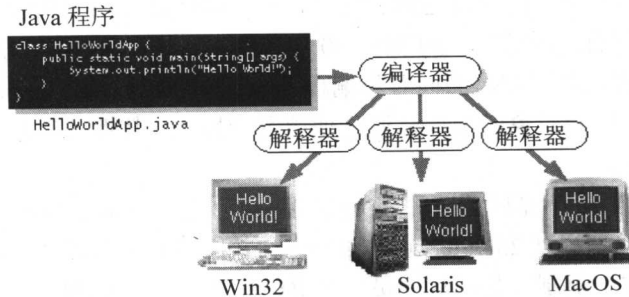 Java 程序
class HelloWorldApp {
public static void main(String[] args) {
System.out.println("Hello World!");
}
}
HelloWorldApp.java
编译器
解释器
解释器
解释器
Hello
World!
Hello
World!
Hello
World!
Win32
Solaris
MacOS